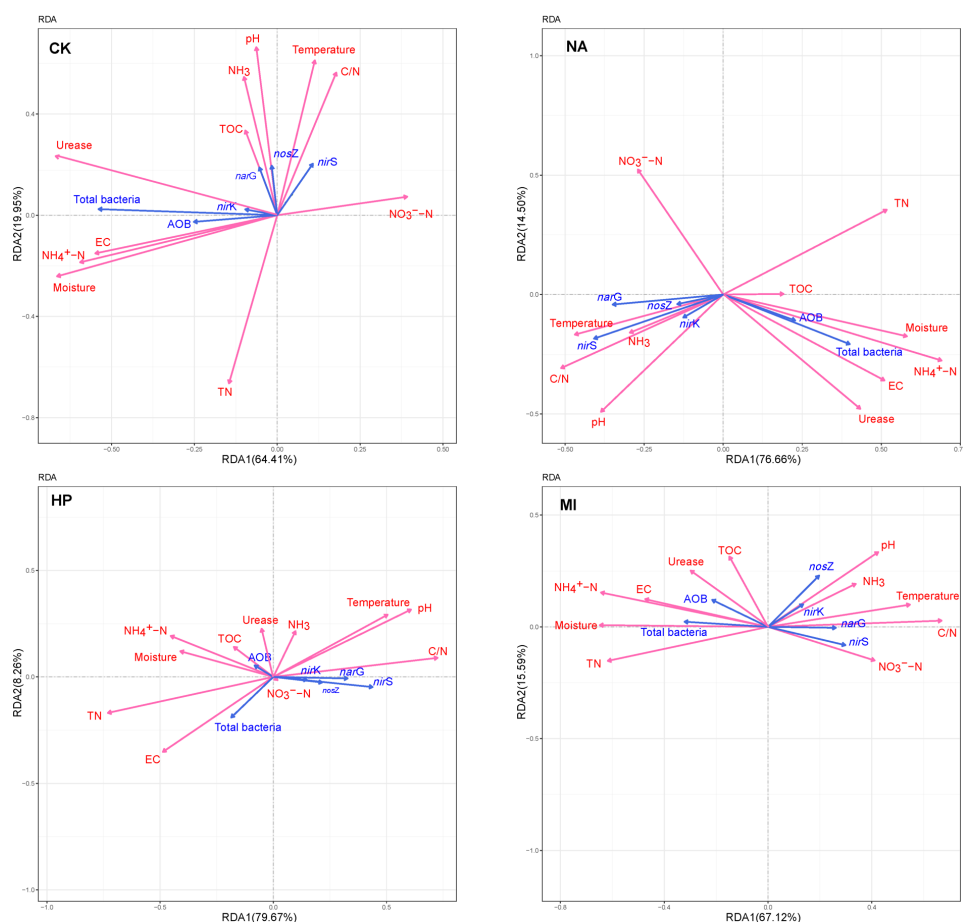 RDA
CK
pH
Temperature
NH3
C/N
TOC
nosZ
narG
nirS
Urease
Total bacteria
nirK
AOB
NO3−−N
EC
NH4+−N
Moisture
TN
0.4
0.0
−0.4
−0.8
−0.50
−0.25
0.00
0.25
0.50
RDA1(64.41%)
RDA2(19.95%)
RDA
NA
NO3−−N
TN
TOC
narG
nosZ
nirK
AOB
Temperature
nirS
NH3
Moisture
Total bacteria
NH4+−N
C/N
EC
pH
Urease
1.0
0.5
0.0
−0.5
−0.50
−0.25
0.00
0.25
0.50
0.7
RDA1(76.66%)
RDA2(14.50%)
RDA
HP
Temperature
pH
Urease
NH3
NH4+−N
TOC
Moisture
AOB
C/N
nirK
narG
nirS
NO3−−N
nosZ
TN
Total bacteria
EC
0.5
0.0
−0.5
−1.0
−1.0
−0.5
0.0
0.5
RDA1(79.67%)
RDA2(8.26%)
RDA
MI
pH
TOC
Urease
nosZ
NH3
NH4+−N
EC
AOB
nirK
Temperature
Moisture
Total bacteria
narG
C/N
nirS
TN
NO3−−N
0.5
0.0
−0.5
−1.0
−0.8
−0.4
0.0
0.4
RDA1(67.12%)
RDA2(15.59%)